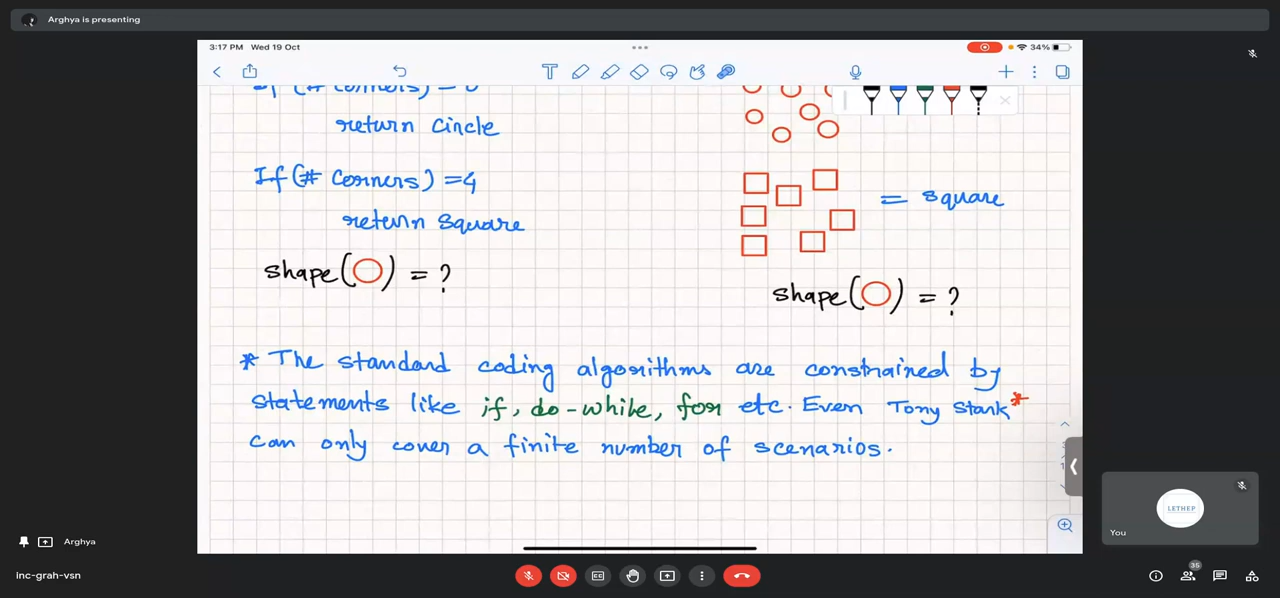 Arghya is presenting
3:17 PM Wed 19 Oct
34%
T
return Circle
If (# Corners) = 4
return Square
= square
shape(○) = ?
shape(○) = ?
* The standard coding algorithms are constrained by
statements like if, do-while, for etc. Even Tony Stark*
can only cover a finite number of scenarios.
LETHEP
You
Arghya
lnc-grah-vsn
35